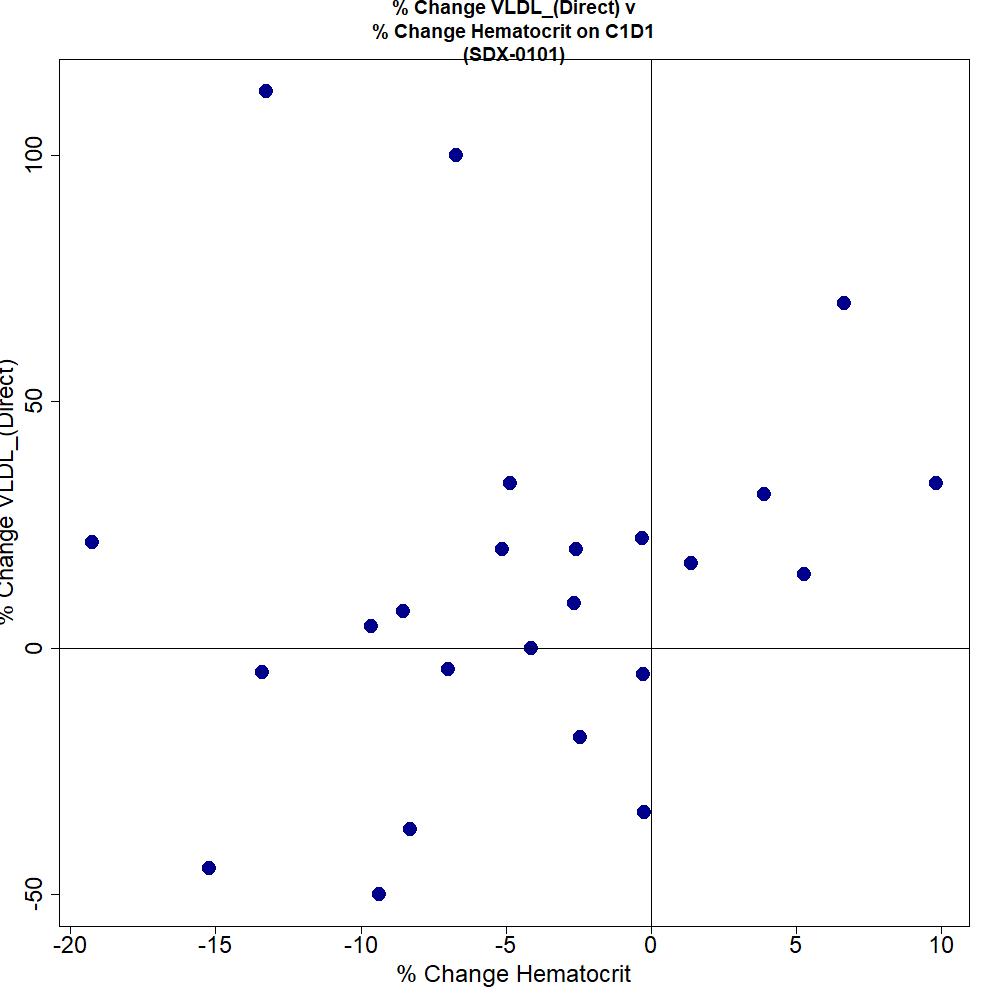 % Change VLDL_(Direct) v
% Change Hematocrit on C1D1
(SDX-0101)
% Change VLDL_(Direct)
100
50
0
-50
-20
-15
-10
-5
0
5
10
% Change Hematocrit